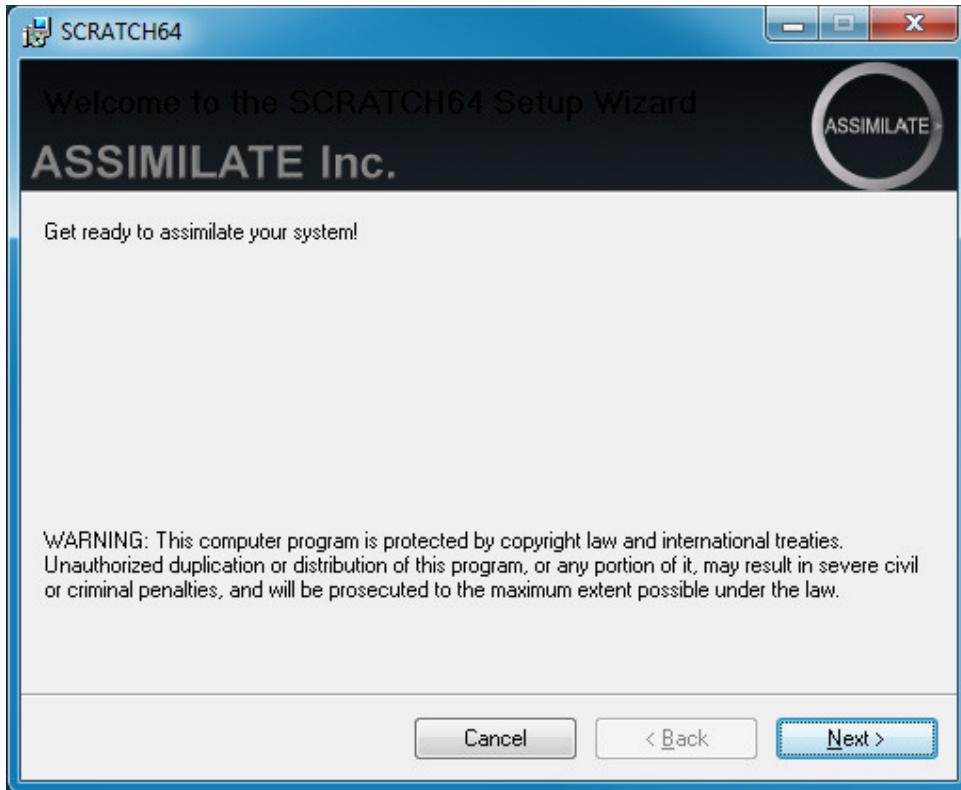 SCRATCH64
Welcome to the SCRATCH64 Setup Wizard
ASSIMILATE
ASSIMILATE Inc.
Get ready to assimilate your system!
WARNING: This computer program is protected by copyright law and international treaties.
Unauthorized duplication or distribution of this program, or any portion of it, may result in severe civil
or criminal penalties, and will be prosecuted to the maximum extent possible under the law.
Cancel < Back Next >